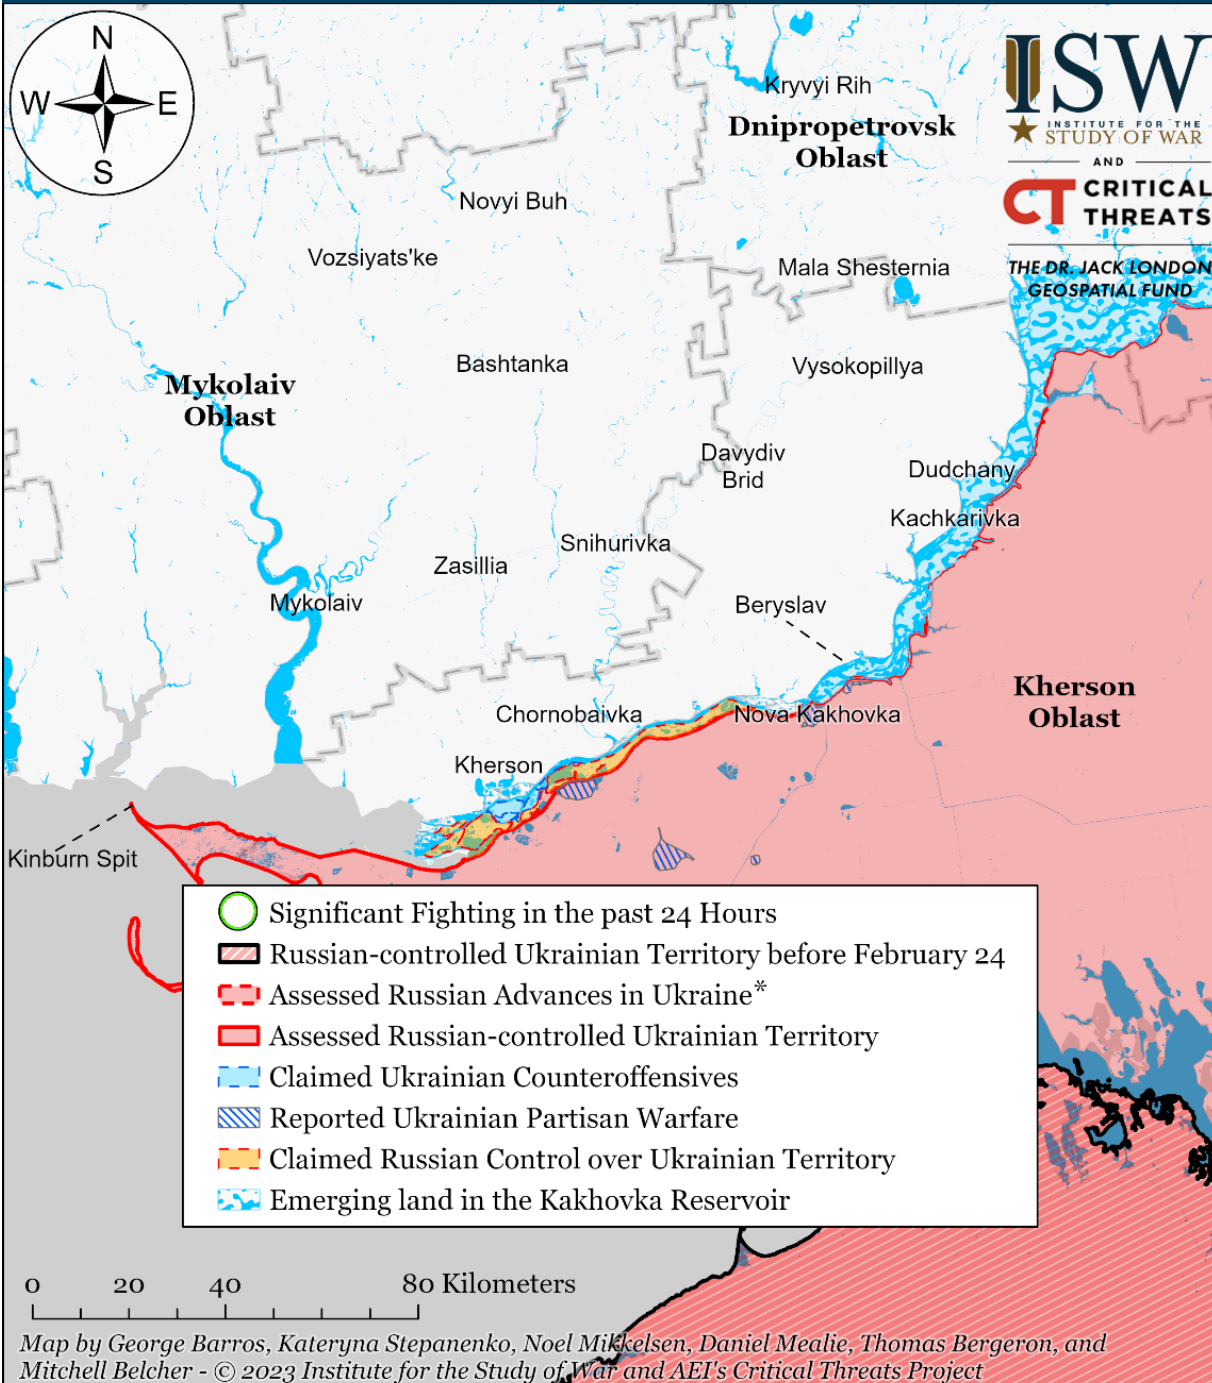 N
W
E
S
ISW
INSTITUTE FOR THE
STUDY OF WAR
AND
CT CRITICAL
THREATS
THE DR. JACK LONDON
GEOSPATIAL FUND
Kryvyi Rih
Dnipropetrovsk
Oblast
Novyi Buh
Vozsiyats'ke
Mala Shesternia
Bashtanka
Vysokopillya
Mykolaiv
Oblast
Davydiv
Brid
Dudchany
Kachkarivka
Snihurivka
Zasillia
Mykolaiv
Beryslav
Kherson
Oblast
Chornobaivka
Nova Kakhovka
Kherson
Kinburn Spit
Significant Fighting in the past 24 Hours
Russian-controlled Ukrainian Territory before February 24
Assessed Russian Advances in Ukraine*
Assessed Russian-controlled Ukrainian Territory
Claimed Ukrainian Counteroffensives
Reported Ukrainian Partisan Warfare
Claimed Russian Control over Ukrainian Territory
Emerging land in the Kakhovka Reservoir
0 20 40 80 Kilometers
Map by George Barros, Kateryna Stepanenko, Noel Mikkelsen, Daniel Mealie, Thomas Bergeron, and
Mitchell Belcher - © 2023 Institute for the Study of War and AEI's Critical Threats Project